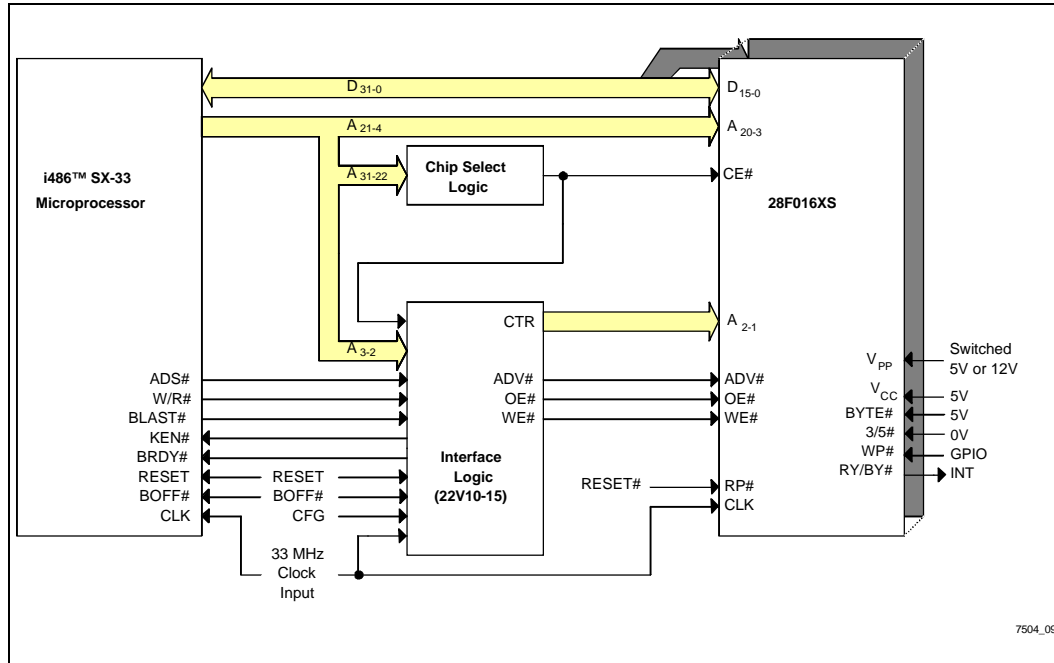 D31-0
D15-0
A21-4
A20-3
i486™ SX-33
Microprocessor
A31-22
Chip Select
Logic
CE#
28F016XS
CTR
A2-1
A3-2
VPP
Switched
5V or 12V
ADS#
ADV#
ADV#
VCC
5V
W/R#
OE#
OE#
BYTE#
5V
BLAST#
WE#
WE#
3/5#
0V
KEN#
WP#
GPIO
BRDY#
Interface
Logic
(22V10-15)
RY/BY#
INT
RESET
RESET
RESET#
RP#
BOFF#
BOFF#
CLK
CLK
CFG
33 MHz
Clock
Input
7504_09